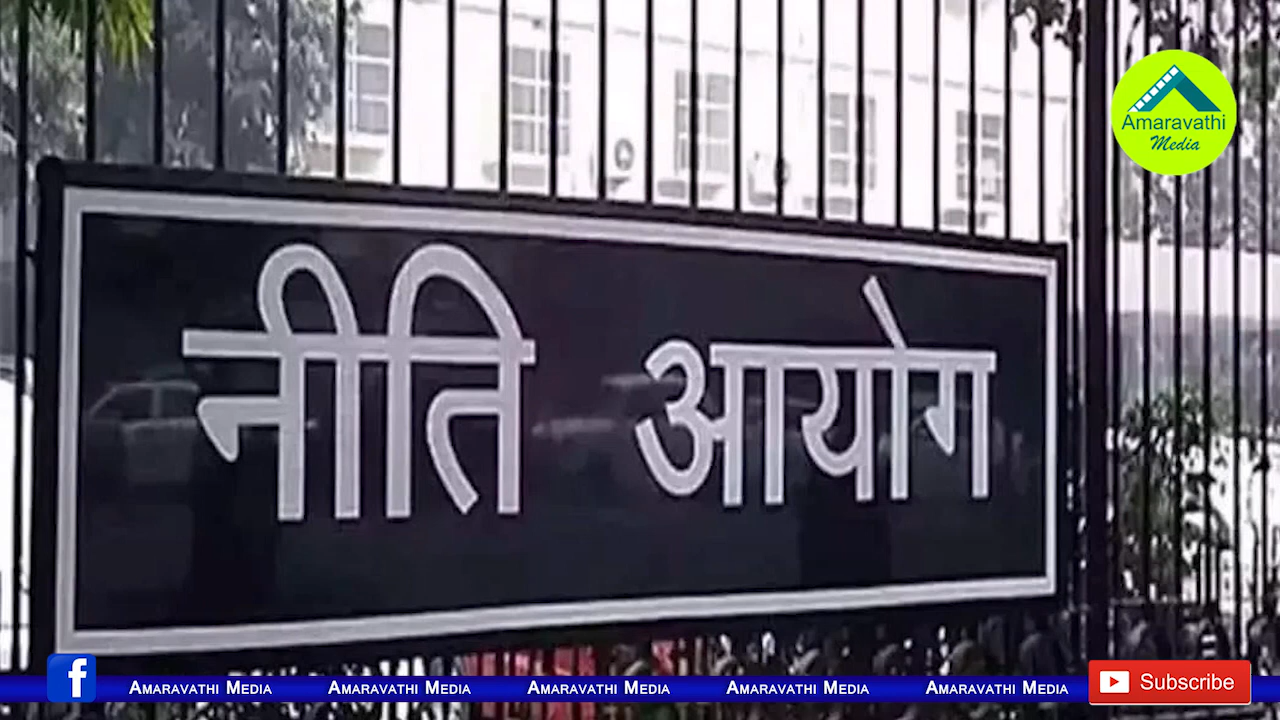 Amaravathi
Media
नीति आयोग
f
Amaravathi Media Amaravathi Media Amaravathi Media Amaravathi Media Amaravathi Media
Subscribe